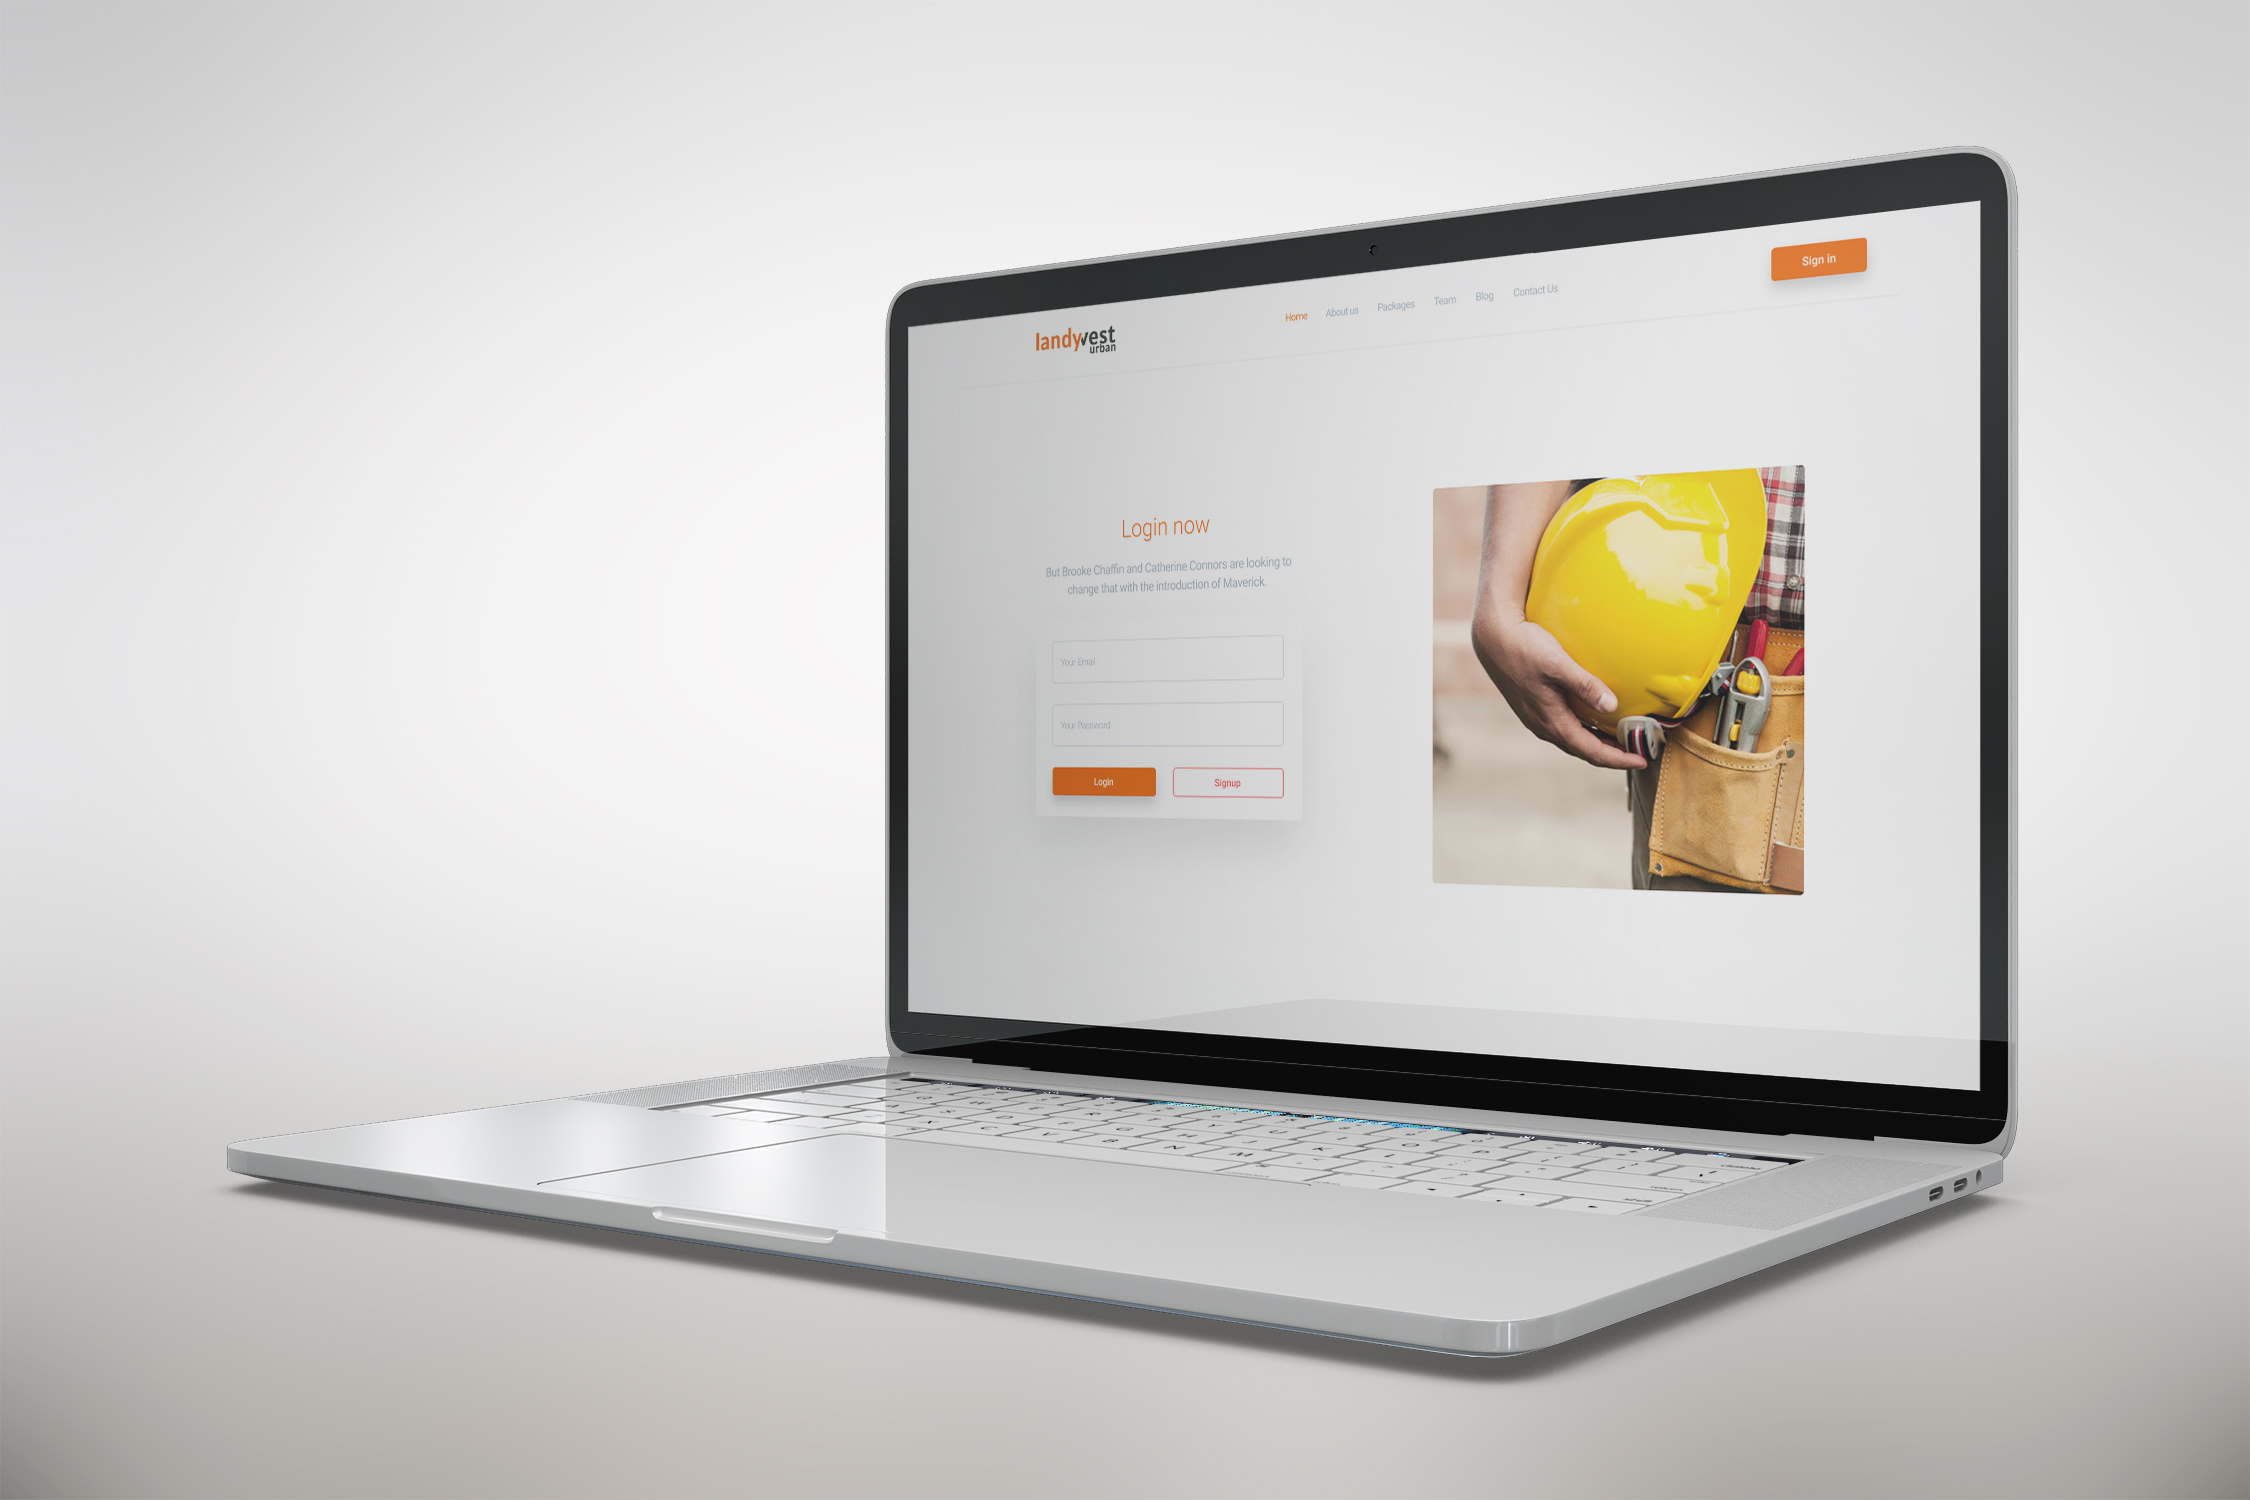 Sign in
Home About us Packages Team Blog Contact Us
landyvest
urban
Login now
But Brooke Chaffin and Catherine Connors are looking to
change that with the introduction of Maverick.
Your Email
Your Password
Login Signup